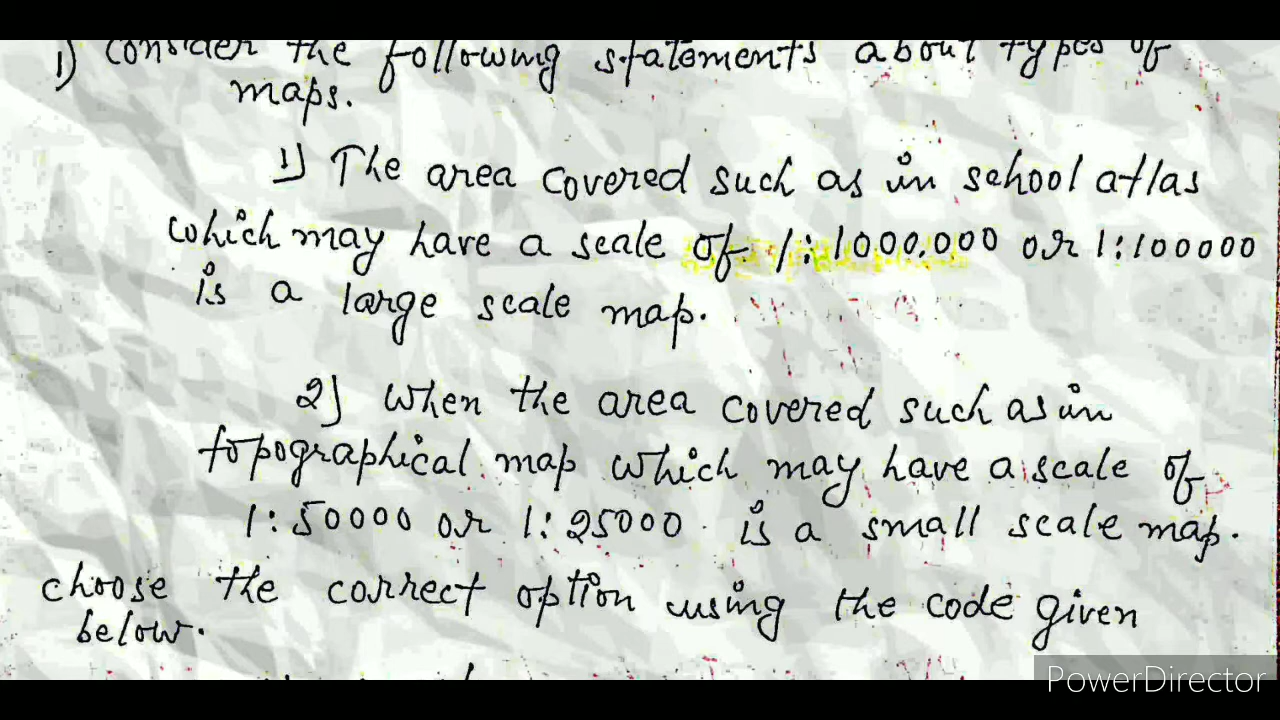 1) Consider the following statements about types of
maps.
1) The area covered such as in school atlas
which may have a scale of 1:1000,000 or 1:100000
is a large scale map.
2) When the area covered such as in
topographical map which may have a scale of
1:50000 or 1:25000 is a small scale map.
choose the correct option using the code given
below.
PowerDirector